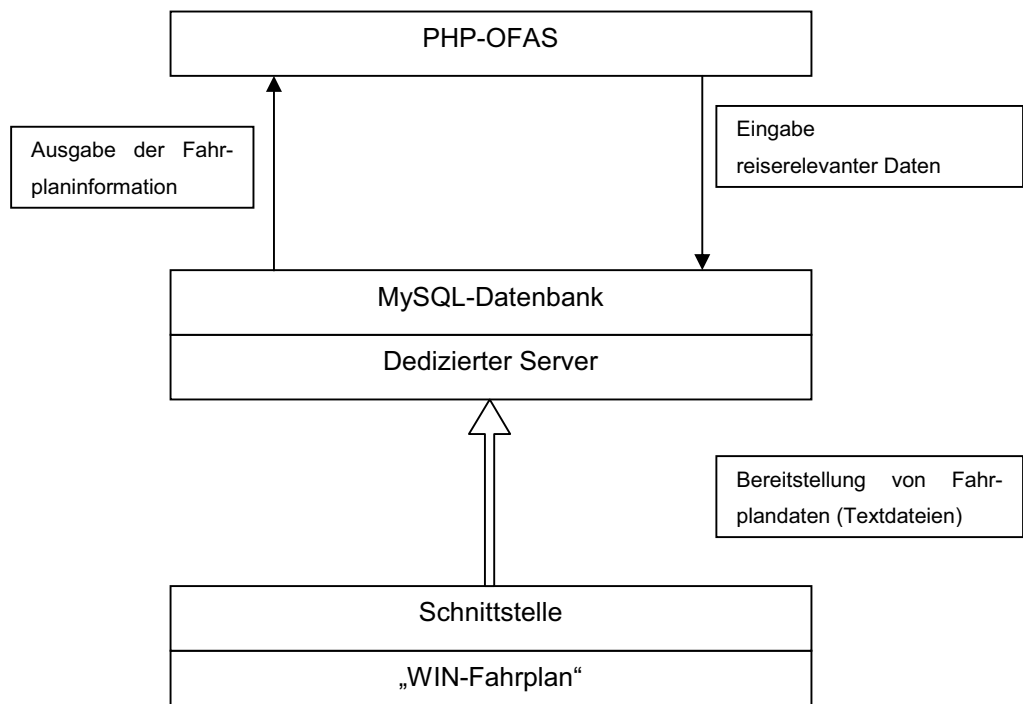 PHP-OFAS
Ausgabe der Fahr-
planinformation
Eingabe
reiserelevanter Daten
MySQL-Datenbank
Dedizierter Server
Bereitstellung von Fahr-
plandaten (Textdateien)
Schnittstelle
„WIN-Fahrplan“